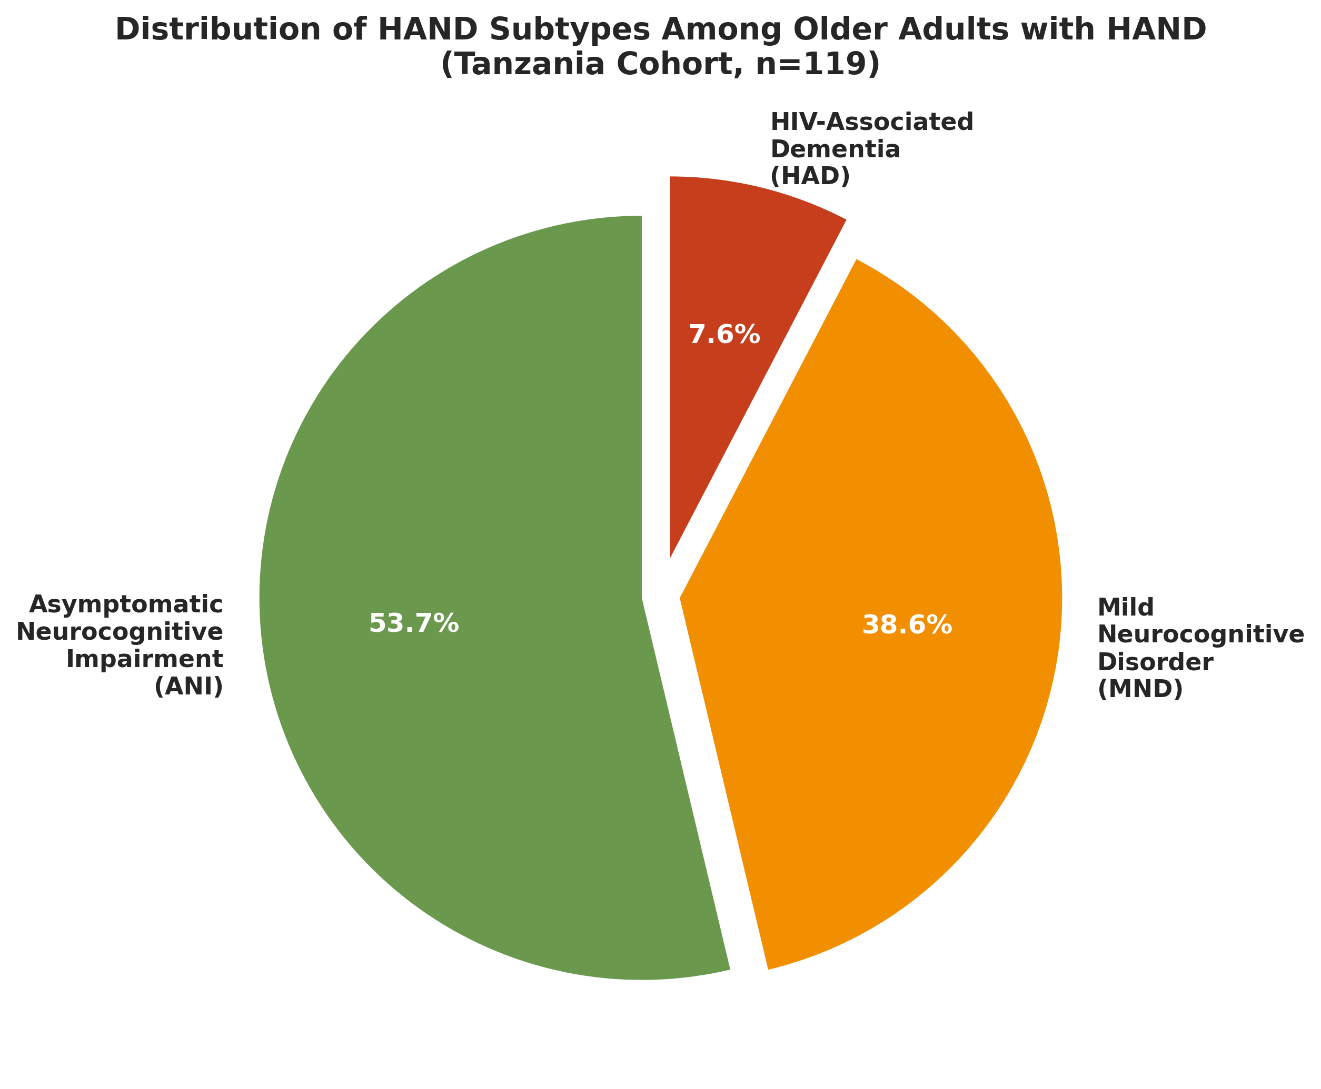 Distribution of HAND Subtypes Among Older Adults with HAND
(Tanzania Cohort, n=119)
HIV-Associated
Dementia
(HAD)
7.6%
Asymptomatic
Neurocognitive
Impairment
(ANI)
53.7%
38.6%
Mild
Neurocognitive
Disorder
(MND)